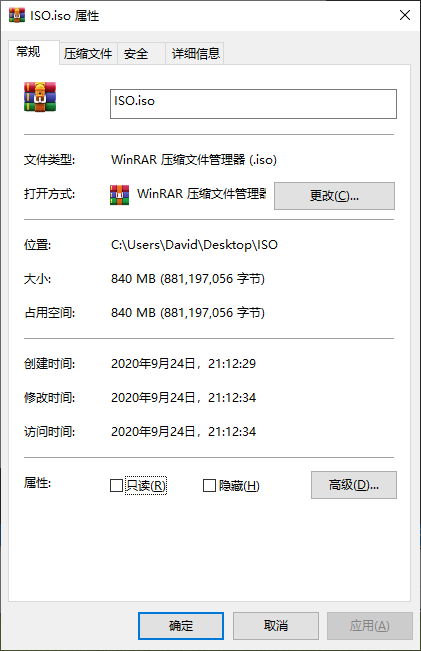 ISO.iso 属性
常规 压缩文件 安全 详细信息
ISO.iso
文件类型: WinRAR 压缩文件管理器 (.iso)
打开方式: WinRAR 压缩文件管理器 更改(C)...
位置: C:\Users\David\Desktop\ISO
大小: 840 MB (881,197,056 字节)
占用空间: 840 MB (881,197,056 字节)
创建时间: 2020年9月24日，21:12:29
修改时间: 2020年9月24日，21:12:34
访问时间: 2020年9月24日，21:12:34
属性: 只读(R) 隐藏(H) 高级(D)...
确定 取消 应用(A)